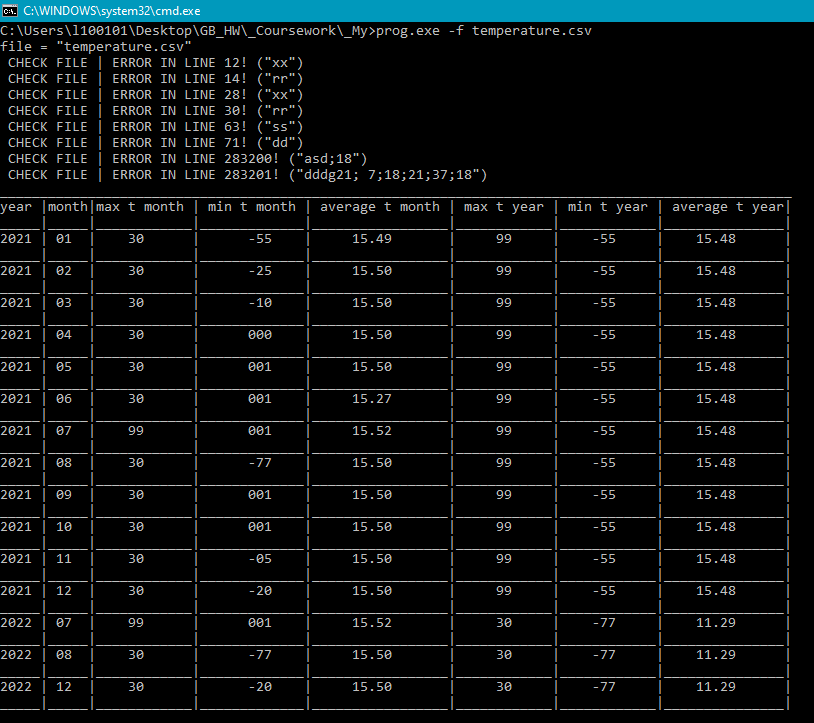 C:\WINDOWS\system32\cmd.exe
C:\Users\l100101\Desktop\GB_HW\_Coursework\_My>prog.exe -f temperature.csv
file = "temperature.csv"
CHECK FILE | ERROR IN LINE 12! ("xx")
CHECK FILE | ERROR IN LINE 14! ("rr")
CHECK FILE | ERROR IN LINE 28! ("xx")
CHECK FILE | ERROR IN LINE 30! ("rr")
CHECK FILE | ERROR IN LINE 63! ("ss")
CHECK FILE | ERROR IN LINE 71! ("dd")
CHECK FILE | ERROR IN LINE 283200! ("asd;18")
CHECK FILE | ERROR IN LINE 283201! ("dddg21; 7;18;21;37;18")
year |month|max t month | min t month | average t month | max t year | min t year | average t year|
2021 | 01 | 30 | -55 | 15.49 | 99 | -55 | 15.48 |
2021 | 02 | 30 | -25 | 15.50 | 99 | -55 | 15.48 |
2021 | 03 | 30 | -10 | 15.50 | 99 | -55 | 15.48 |
2021 | 04 | 30 | 000 | 15.50 | 99 | -55 | 15.48 |
2021 | 05 | 30 | 001 | 15.50 | 99 | -55 | 15.48 |
2021 | 06 | 30 | 001 | 15.27 | 99 | -55 | 15.48 |
2021 | 07 | 99 | 001 | 15.52 | 99 | -55 | 15.48 |
2021 | 08 | 30 | -77 | 15.50 | 99 | -55 | 15.48 |
2021 | 09 | 30 | 001 | 15.50 | 99 | -55 | 15.48 |
2021 | 10 | 30 | 001 | 15.50 | 99 | -55 | 15.48 |
2021 | 11 | 30 | -05 | 15.50 | 99 | -55 | 15.48 |
2021 | 12 | 30 | -20 | 15.50 | 99 | -55 | 15.48 |
2022 | 07 | 99 | 001 | 15.52 | 30 | -77 | 11.29 |
2022 | 08 | 30 | -77 | 15.50 | 30 | -77 | 11.29 |
2022 | 12 | 30 | -20 | 15.50 | 30 | -77 | 11.29 |